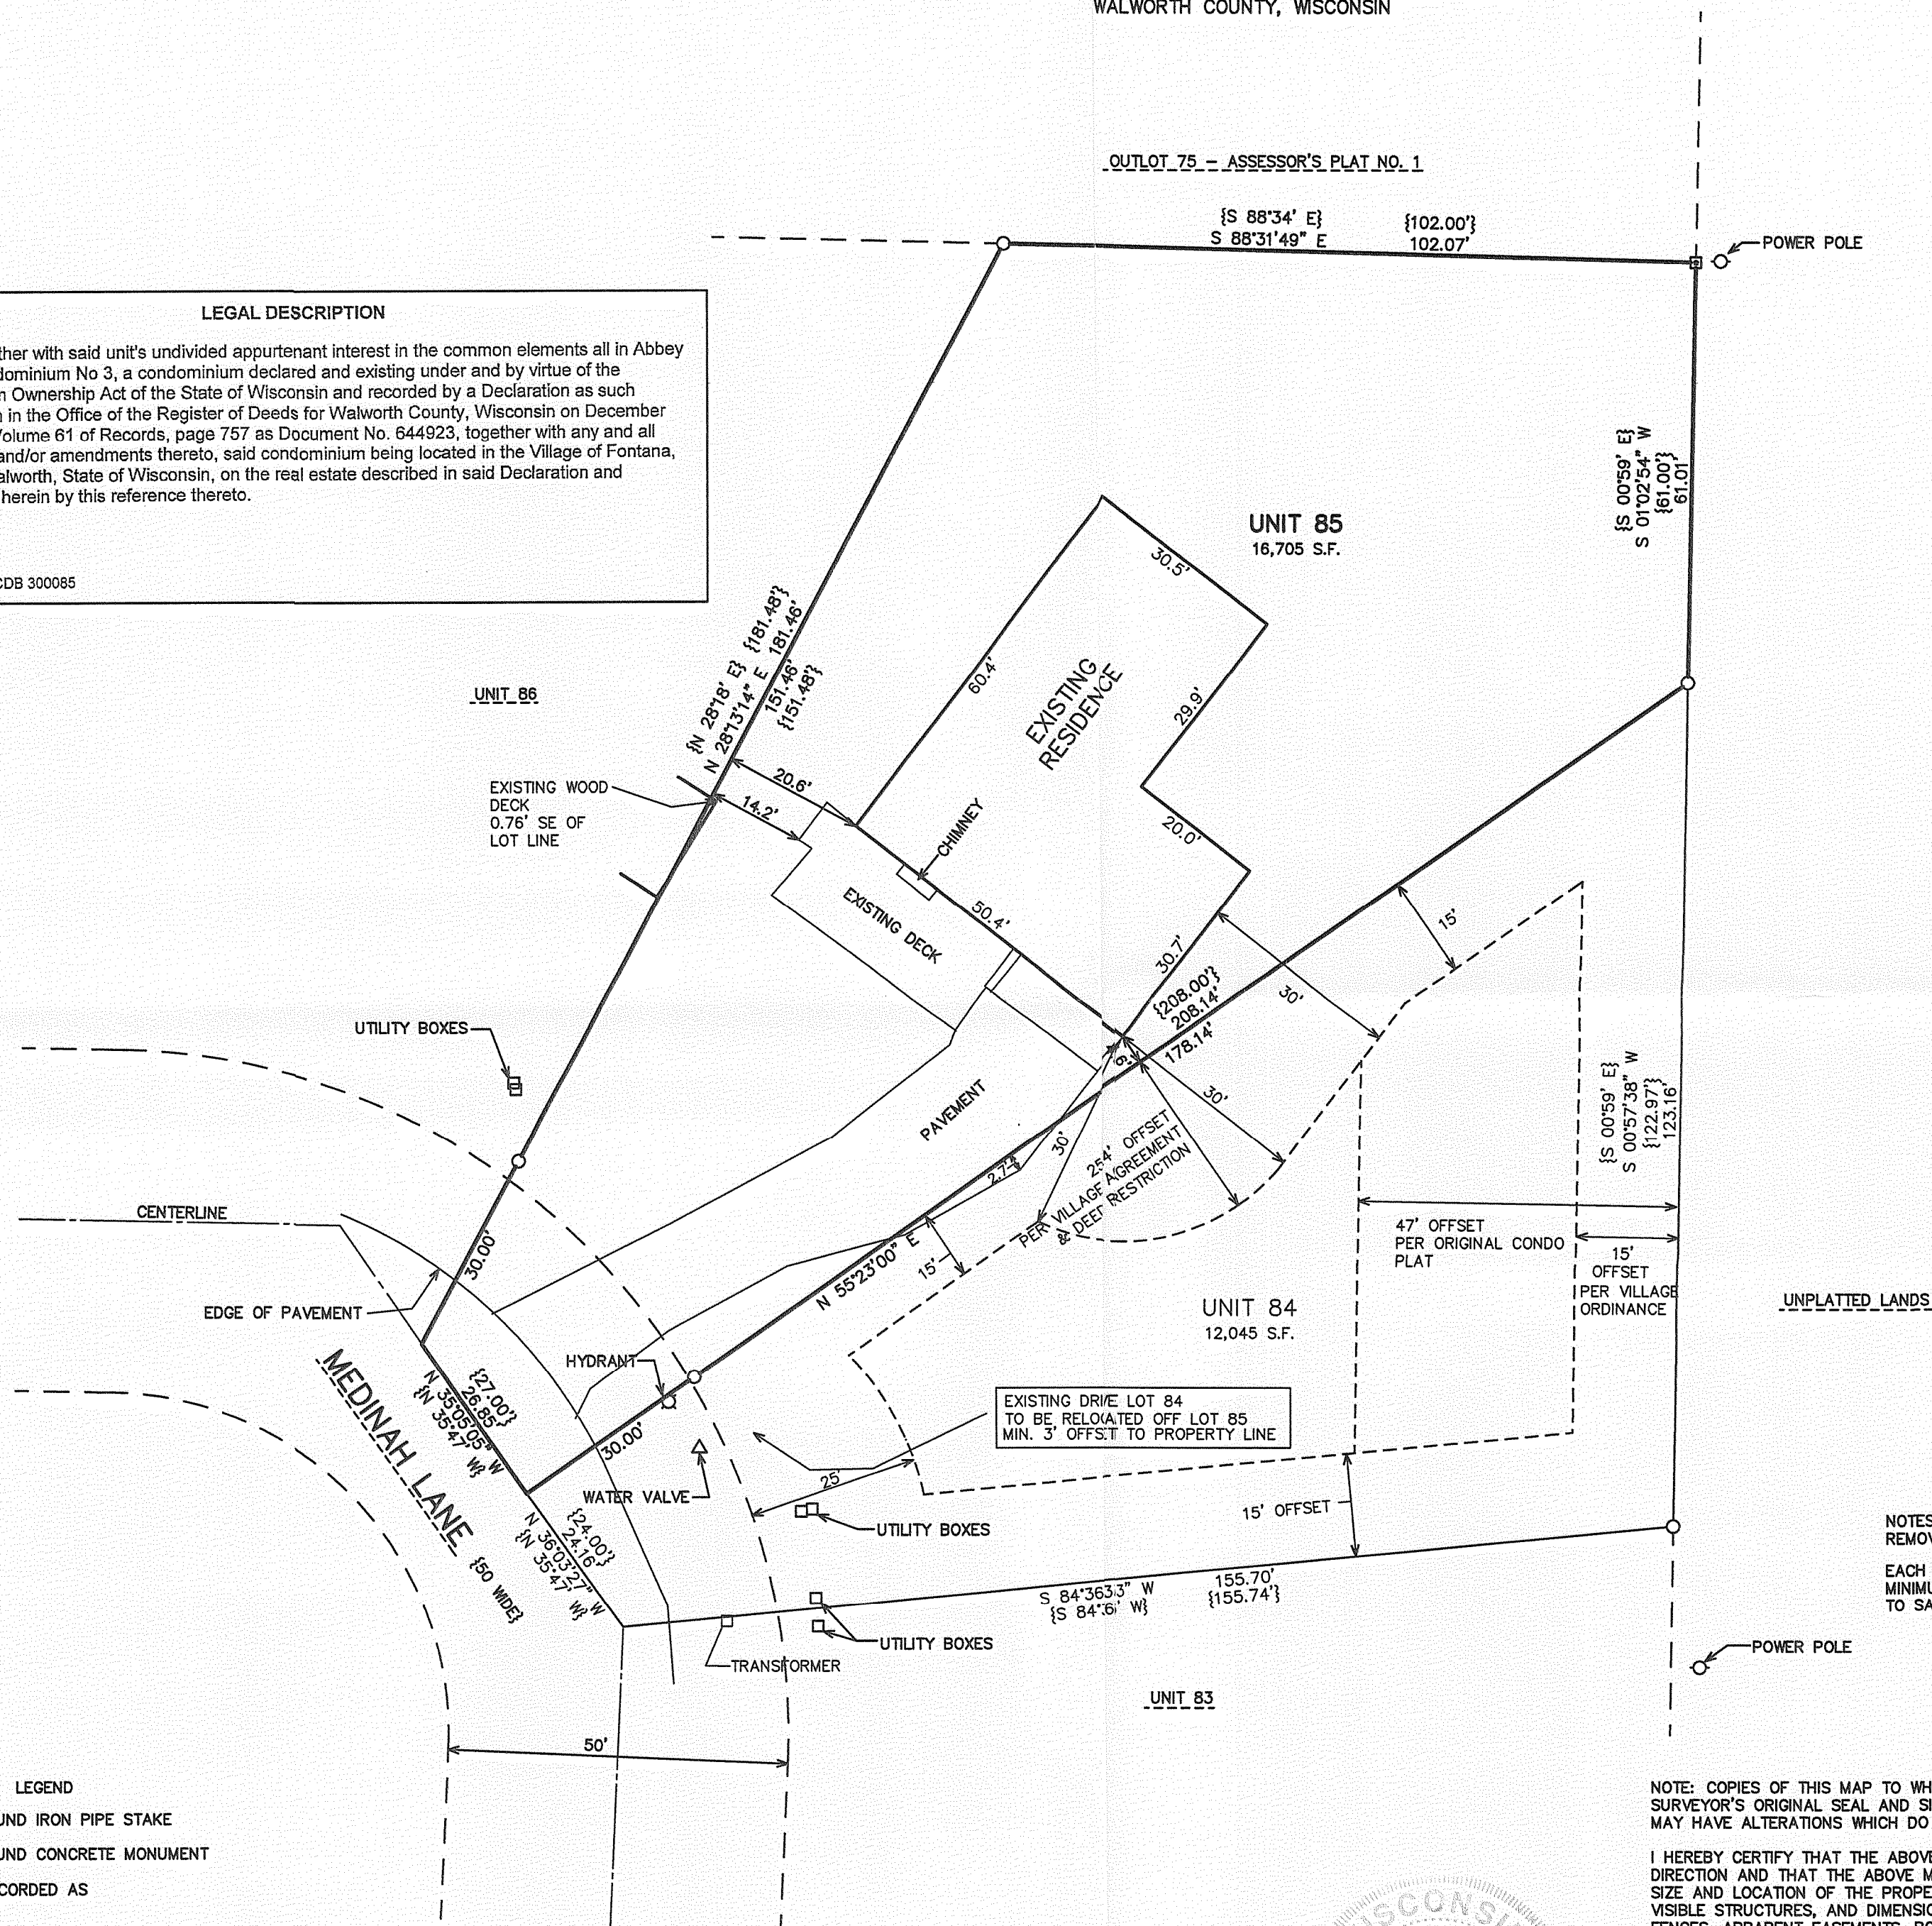 WALWORTH COUNTY, WISCONSIN
OUTLOT 75 – ASSESSOR'S PLAT NO. 1
{S 88°34' E} {102.00'}
S 88°31'49" E 102.07'
POWER POLE
LEGAL DESCRIPTION
ther with said unit's undivided appurtenant interest in the common elements all in Abbey
dominium No 3, a condominium declared and existing under and by virtue of the
n Ownership Act of the State of Wisconsin and recorded by a Declaration as such
n in the Office of the Register of Deeds for Walworth County, Wisconsin on December
Volume 61 of Records, page 757 as Document No. 644923, together with any and all
and/or amendments thereto, said condominium being located in the Village of Fontana,
alworth, State of Wisconsin, on the real estate described in said Declaration and
herein by this reference thereto.
CDB 300085
{S 00°59' E}
S 01°02'54" W
{61.00'}
61.01'
UNIT 85
16,705 S.F.
30.5'
60.4'
EXISTING
RESIDENCE
29.9'
{N 28°18' E} {181.48'}
N 28°13'14" E 181.46'
151.46'
{151.48'}
UNIT 86
EXISTING WOOD
DECK
0.76' SE OF
LOT LINE
20.6'
14.2'
CHIMNEY
20.0'
EXISTING DECK
50.4'
30.7'
15'
{208.00'}
208.14'
178.14'
30'
UTILITY BOXES
PAVEMENT
30'
30'
2.7'
OFFSET
PER VILLAGE AGREEMENT
& DEED RESTRICTION
{S 00°59' E}
S 00°57'38" W
{122.97'}
123.16'
CENTERLINE
47' OFFSET
PER ORIGINAL CONDO
PLAT
15'
OFFSET
PER VILLAGE
ORDINANCE
UNPLATTED LANDS
30.00'
N 55°23'00" E
15'
EDGE OF PAVEMENT
UNIT 84
12,045 S.F.
HYDRANT
MEDINAH LANE
{50 WIDE}
{27.00'}
26.85'
N 35°05'05" W
{N 35°47' W}
30.00'
EXISTING DRIVE LOT 84
TO BE RELOCATED OFF LOT 85
MIN. 3' OFFSET TO PROPERTY LINE
WATER VALVE
25'
UTILITY BOXES
15' OFFSET
{24.00'}
24.16'
N 36°03'27" W
{N 35°47' W}
NOTES
REMOV
EACH
MINIMU
TO SA
S 84°36 W 155.70'
{S 84° W} {155.74'}
UTILITY BOXES
TRANSFORMER
POWER POLE
UNIT 83
50'
LEGEND
UND IRON PIPE STAKE
UND CONCRETE MONUMENT
CORDED AS
NOTE: COPIES OF THIS MAP TO WH
SURVEYOR'S ORIGINAL SEAL AND SI
MAY HAVE ALTERATIONS WHICH DO
I HEREBY CERTIFY THAT THE ABOVE
DIRECTION AND THAT THE ABOVE M
SIZE AND LOCATION OF THE PROPE
VISIBLE STRUCTURES, AND DIMENSIO
FENCES, APPARENT EASEMENTS,
ISCONSIN